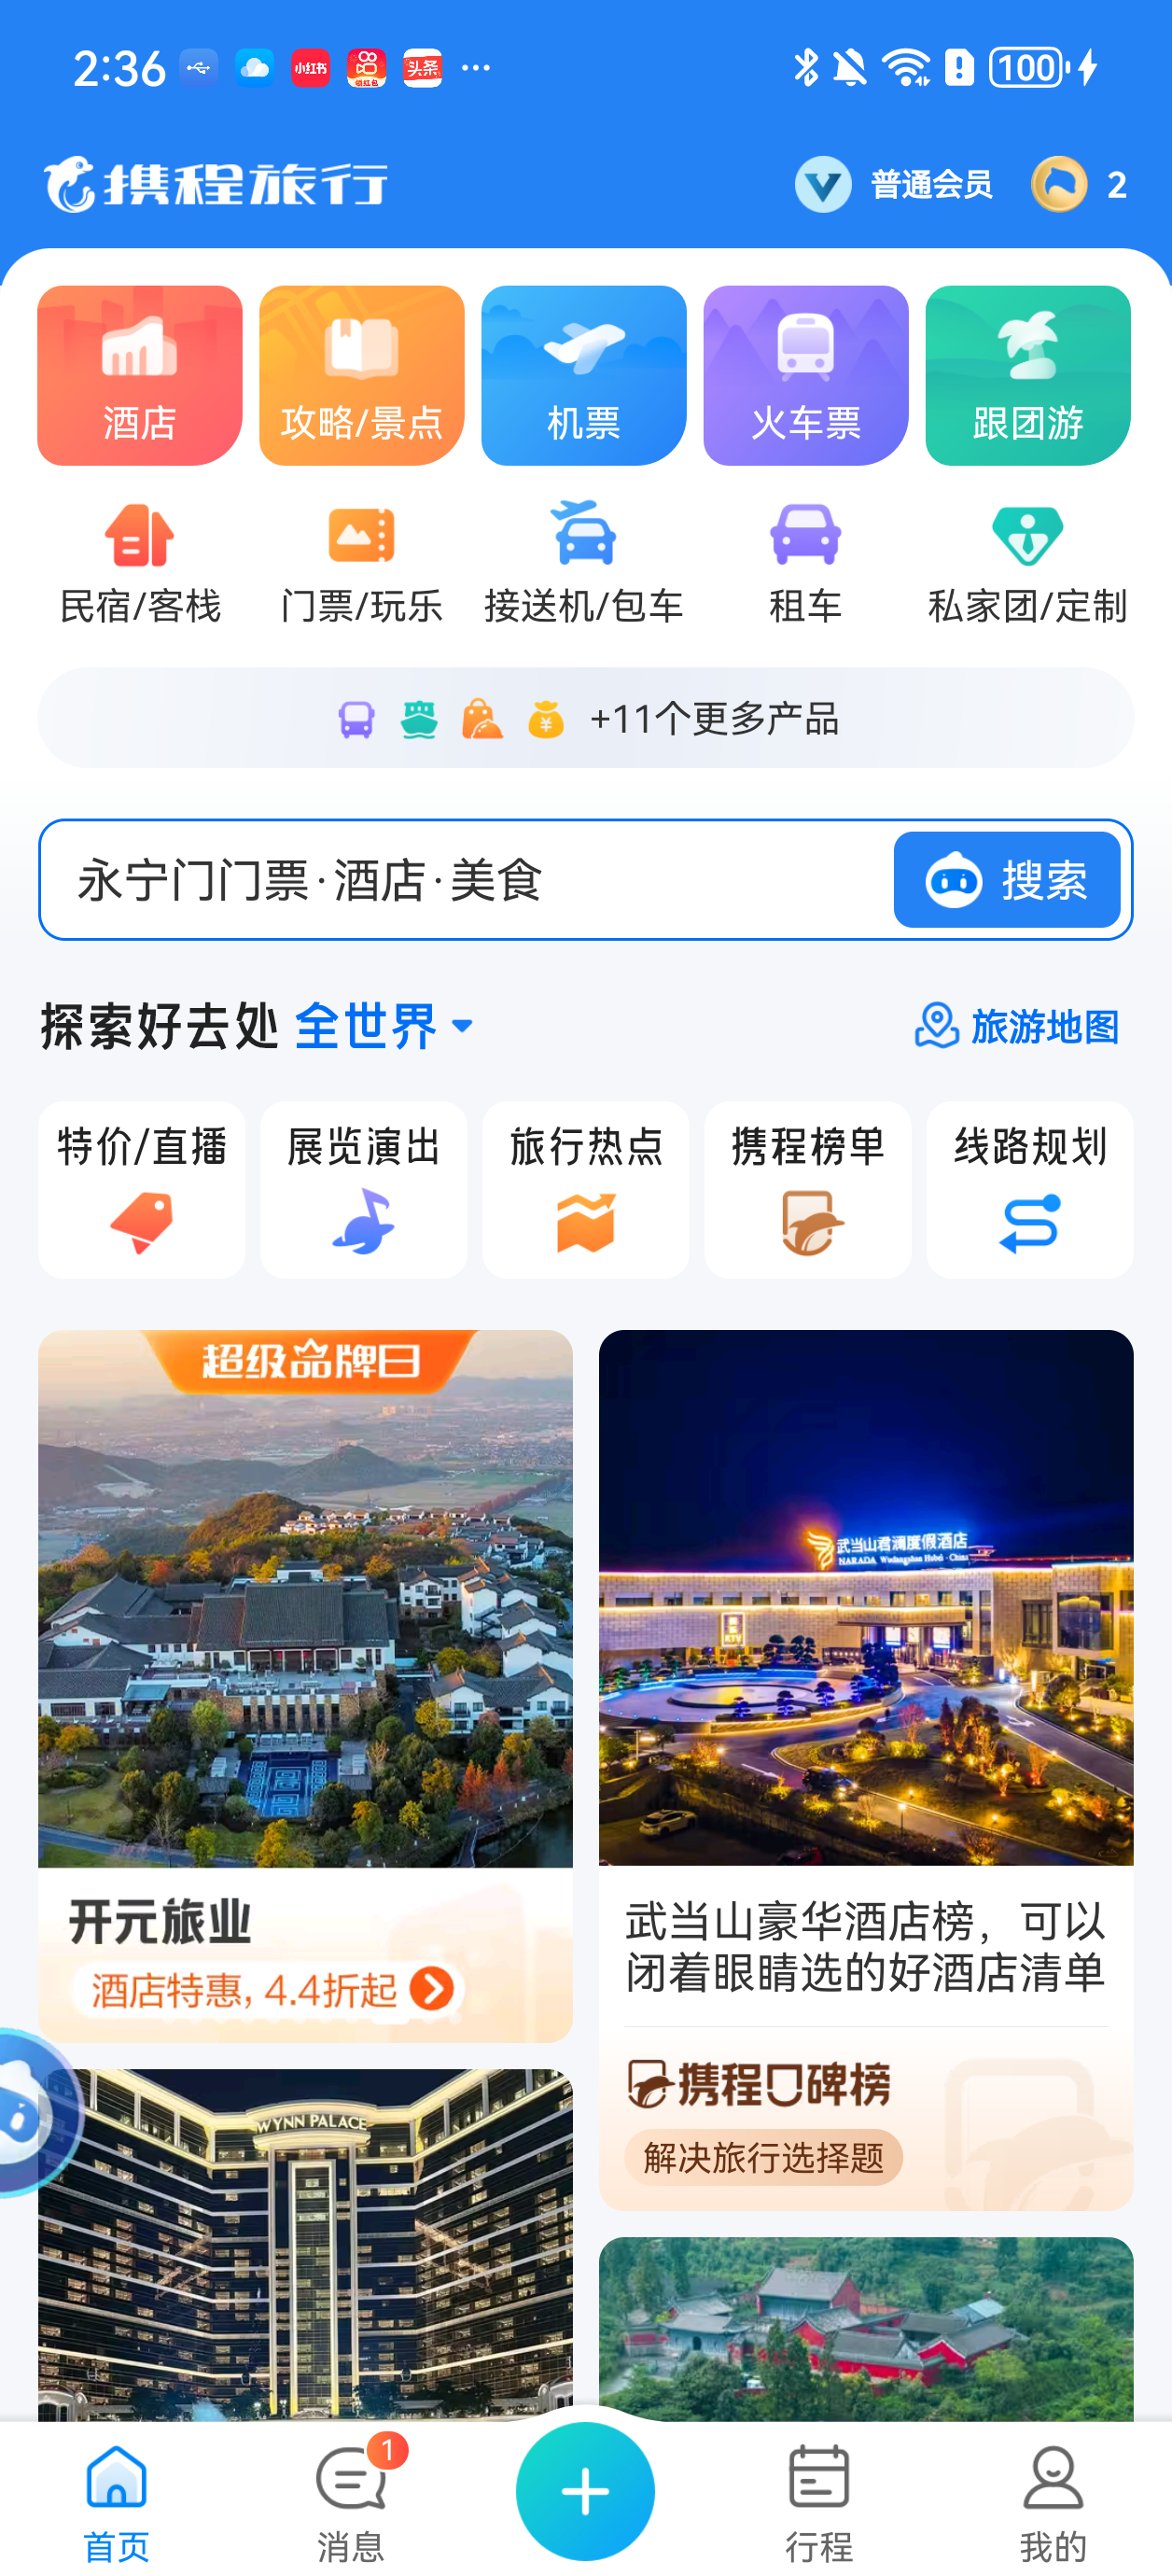 2:36 小红书 领红包 头条 ··· 100
携程旅行 普通会员 2
酒店 攻略/景点 机票 火车票 跟团游
民宿/客栈 门票/玩乐 接送机/包车 租车 私家团/定制
+11个更多产品
永宁门门票·酒店·美食 搜索
探索好去处 全世界 旅游地图
特价/直播 展览演出 旅行热点 携程榜单 线路规划
超级品牌日
开元旅业
酒店特惠, 4.4折起
武当山君澜度假酒店
NARADA Wudangshan Hubei · China
KTV
武当山豪华酒店榜，可以
闭着眼睛选的好酒店清单
携程口碑榜
解决旅行选择题
WYNN PALACE
1
首页 消息 行程 我的